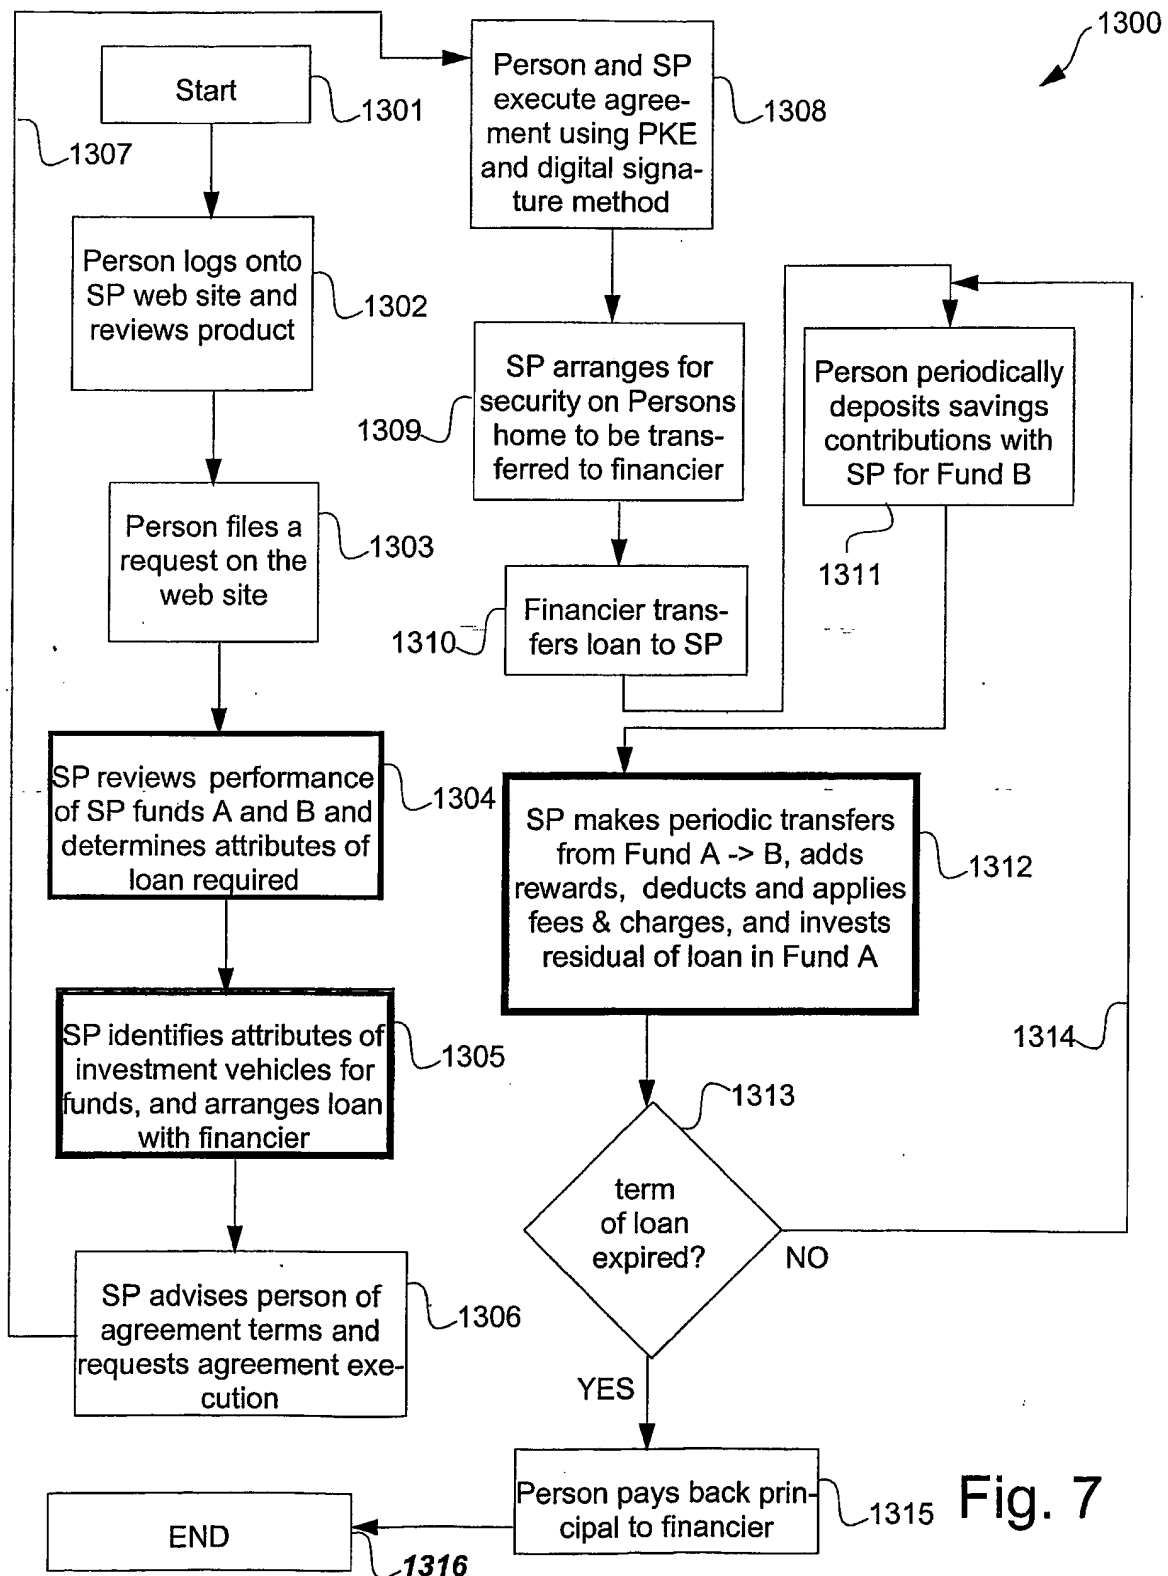 1300
Start
1301
1307
Person logs onto
SP web site and
reviews product
1302
Person files a
request on the
web site
1303
SP reviews performance
of SP funds A and B and
determines attributes of
loan required
1304
SP identifies attributes of
investment vehicles for
funds, and arranges loan
with financier
1305
SP advises person of
agreement terms and
requests agreement exe-
cution
1306
Person and SP
execute agree-
ment using PKE
and digital signa-
ture method
1308
SP arranges for
security on Persons
home to be trans-
ferred to financier
1309
Financier trans-
fers loan to SP
1310
Person periodically
deposits savings
contributions with
SP for Fund B
1311
SP makes periodic transfers
from Fund A -> B, adds
rewards, deducts and applies
fees & charges, and invests
residual of loan in Fund A
1312
term
of loan
expired?
1313
NO
1314
YES
Person pays back prin-
cipal to financier
1315
END
1316
Fig. 7